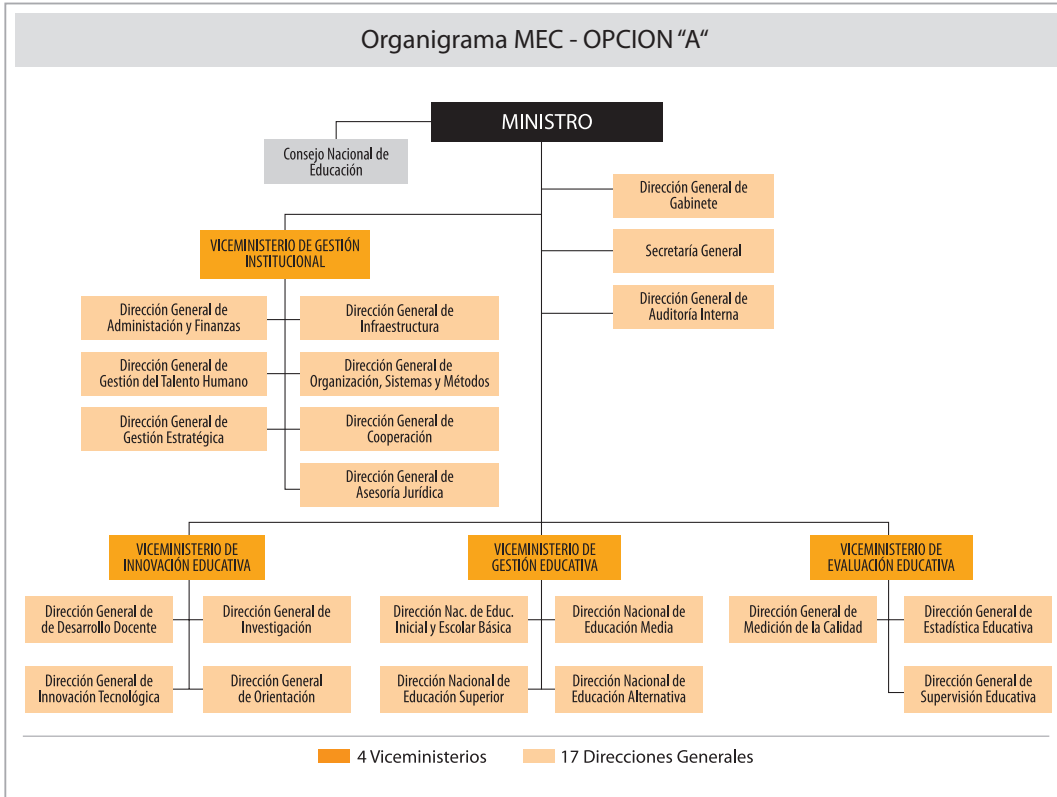 Organigrama MEC - OPCION “A“
MINISTRO
Consejo Nacional de
Educación
Dirección General de
Gabinete
Secretaría General
Dirección General de
Auditoría Interna
VICEMINISTERIO DE GESTIÓN
INSTITUCIONAL
Dirección General de
Administación y Finanzas
Dirección General de
Infraestructura
Dirección General de
Gestión del Talento Humano
Dirección General de
Organización, Sistemas y Métodos
Dirección General de
Gestión Estratégica
Dirección General de
Cooperación
Dirección General de
Asesoría Jurídica
VICEMINISTERIO DE
INNOVACIÓN EDUCATIVA
Dirección General de
de Desarrollo Docente
Dirección General de
Investigación
Dirección General de
Innovación Tecnológica
Dirección General
de Orientación
VICEMINISTERIO DE
GESTIÓN EDUCATIVA
Dirección Nac. de Educ.
Inicial y Escolar Básica
Dirección Nacional de
Educación Media
Dirección Nacional de
Educación Superior
Dirección Nacional de
Educación Alternativa
VICEMINISTERIO DE
EVALUACIÓN EDUCATIVA
Dirección General de
Medición de la Calidad
Dirección General de
Estadística Educativa
Dirección General de
Supervisión Educativa
4 Viceministerios
17 Direcciones Generales